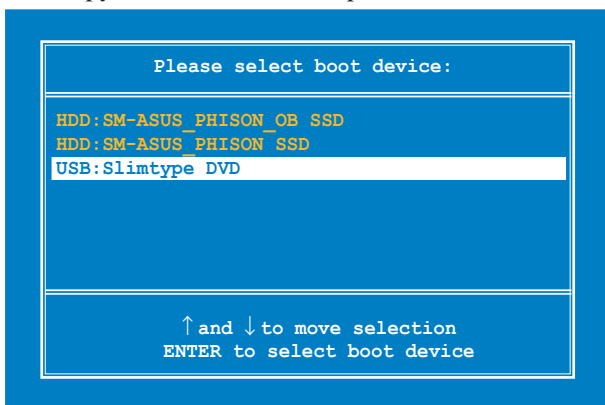 Please select boot device:
HDD:SM-ASUS_PHISON_OB SSD
HDD:SM-ASUS_PHISON SSD
USB:Slimtype DVD
↑and ↓to move selection
ENTER to select boot device